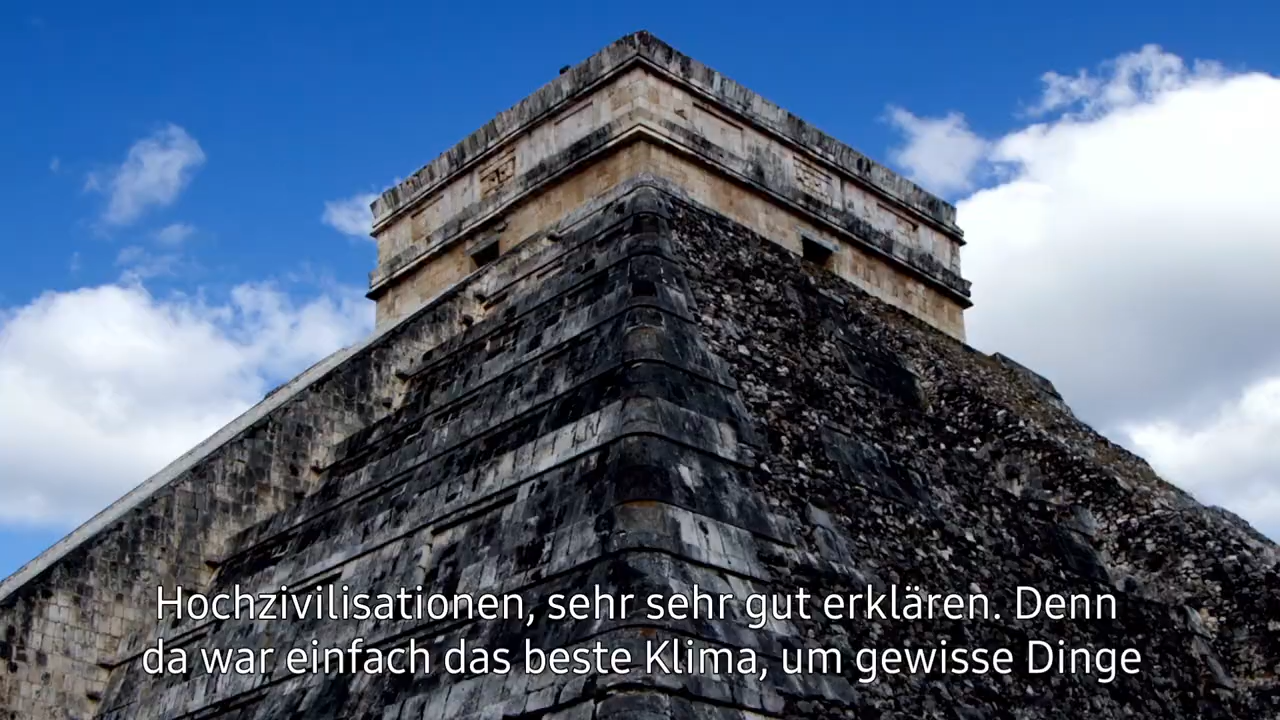 Hochzivilisationen, sehr sehr gut erklären. Denn
da war einfach das beste Klima, um gewisse Dinge